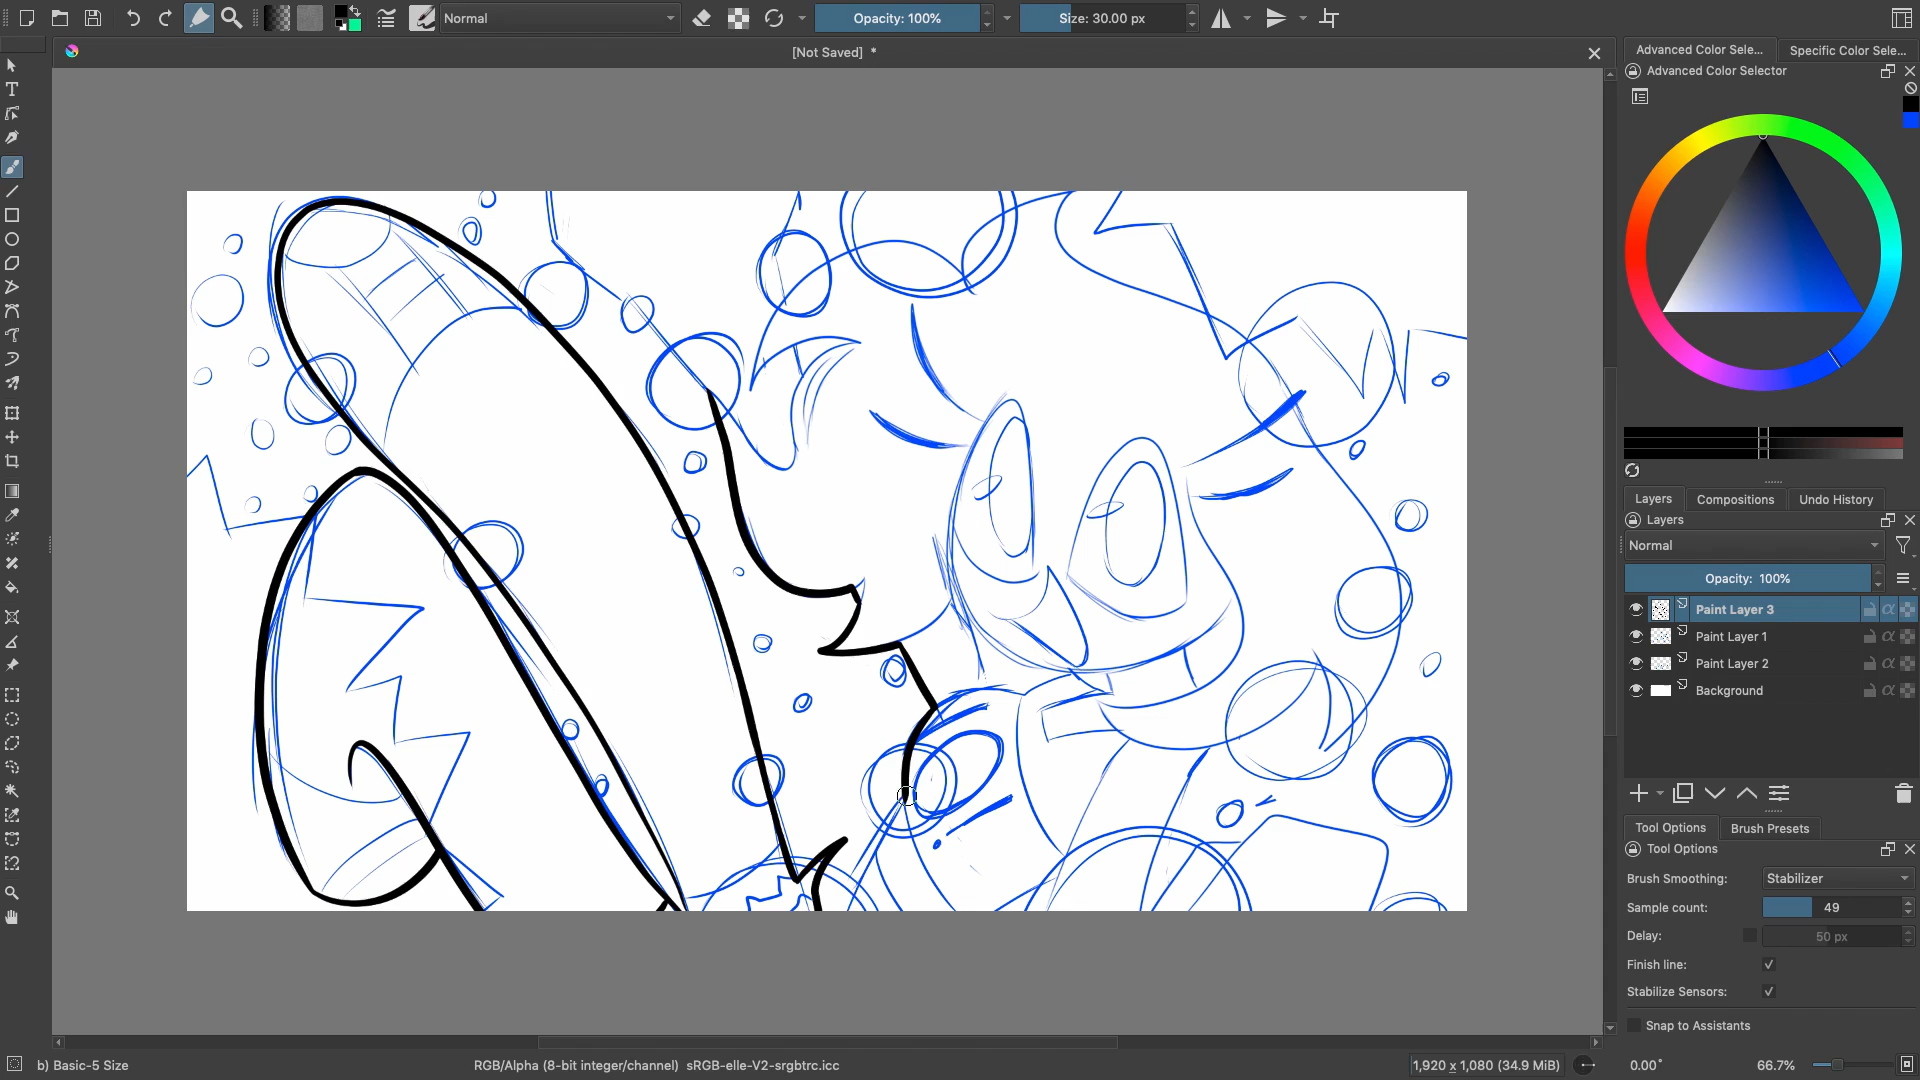 Normal
Opacity: 100%
Size: 30.00 px
[Not Saved] *
Advanced Color Sele...
Specific Color Sele...
Advanced Color Selector
Layers
Compositions
Undo History
Layers
Normal
Opacity: 100%
Paint Layer 3
Paint Layer 1
Paint Layer 2
Background
Tool Options
Brush Presets
Tool Options
Brush Smoothing:
Stabilizer
Sample count:
49
Delay:
50 px
Finish line:
Stabilize Sensors:
Snap to Assistants
b) Basic-5 Size
RGB/Alpha (8-bit integer/channel) sRGB-elle-V2-srgbtrc.icc
1,920 x 1,080 (34.9 MiB)
0.00°
66.7%